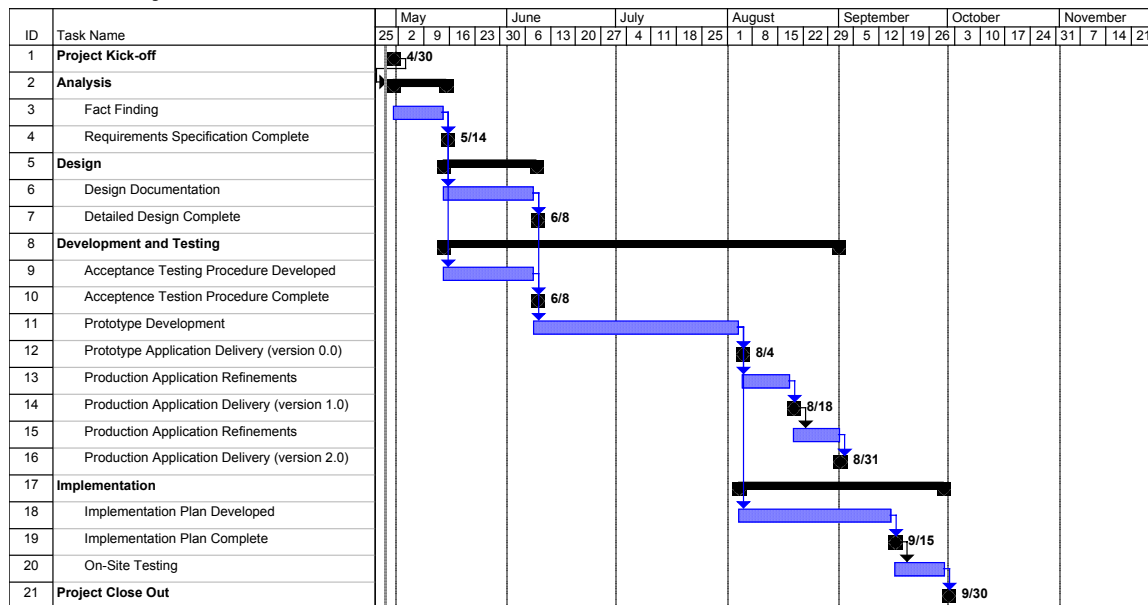 May June July August September October November
ID Task Name 25 2 9 16 23 30 6 13 20 27 4 11 18 25 1 8 15 22 29 5 12 19 26 3 10 17 24 31 7 14 21
1 Project Kick-off 4/30
2 Analysis
3 Fact Finding
4 Requirements Specification Complete 5/14
5 Design
6 Design Documentation
7 Detailed Design Complete 6/8
8 Development and Testing
9 Acceptance Testing Procedure Developed
10 Acceptence Testion Procedure Complete 6/8
11 Prototype Development
12 Prototype Application Delivery (version 0.0) 8/4
13 Production Application Refinements
14 Production Application Delivery (version 1.0) 8/18
15 Production Application Refinements
16 Production Application Delivery (version 2.0) 8/31
17 Implementation
18 Implementation Plan Developed
19 Implementation Plan Complete 9/15
20 On-Site Testing
21 Project Close Out 9/30